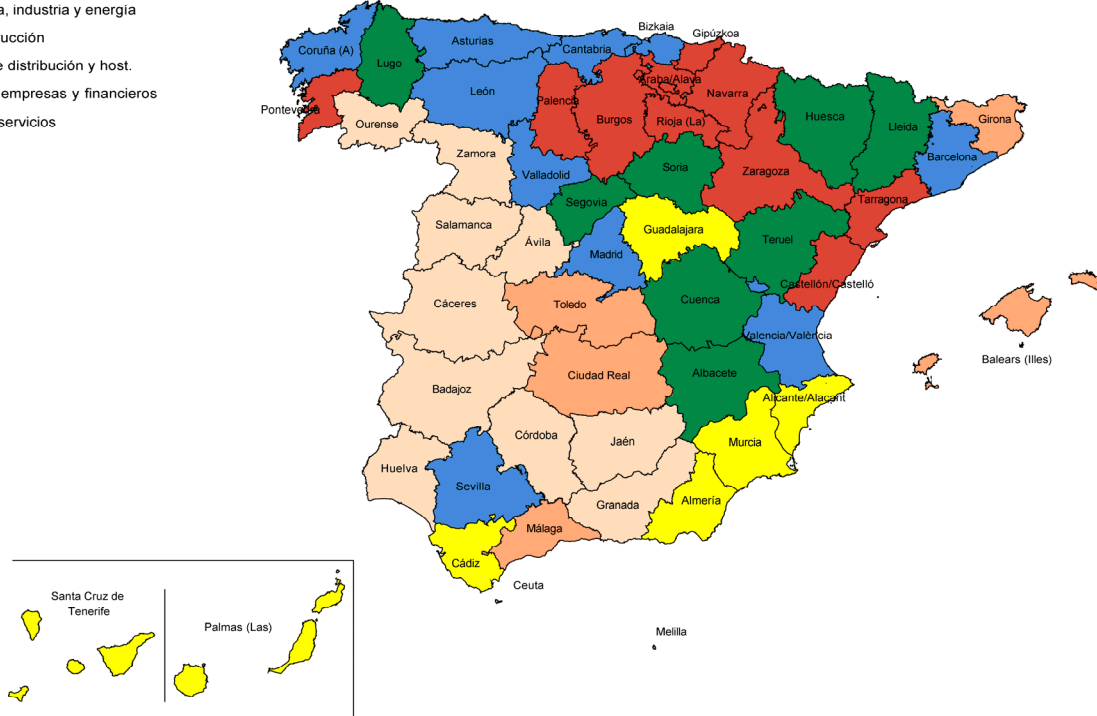 a, industria y energía
ucción
e distribución y host.
empresas y financieros
servicios
Bizkaia
Gipúzkoa
Coruña (A)
Asturias
Cantabria
Lugo
León
Palencia
Araba/Alava
Navarra
Burgos
Rioja (La)
Huesca
Lleida
Girona
Pontevedra
Ourense
Barcelona
Zamora
Valladolid
Soria
Zaragoza
Segovia
Tarragona
Salamanca
Ávila
Guadalajara
Teruel
Madrid
Castellón/Castelló
Cáceres
Toledo
Cuenca
Valencia/València
Balears (Illes)
Badajoz
Ciudad Real
Albacete
Alicante/Alacant
Córdoba
Jaén
Murcia
Huelva
Sevilla
Granada
Almería
Málaga
Cádiz
Ceuta
Santa Cruz de
Tenerife
Palmas (Las)
Melilla